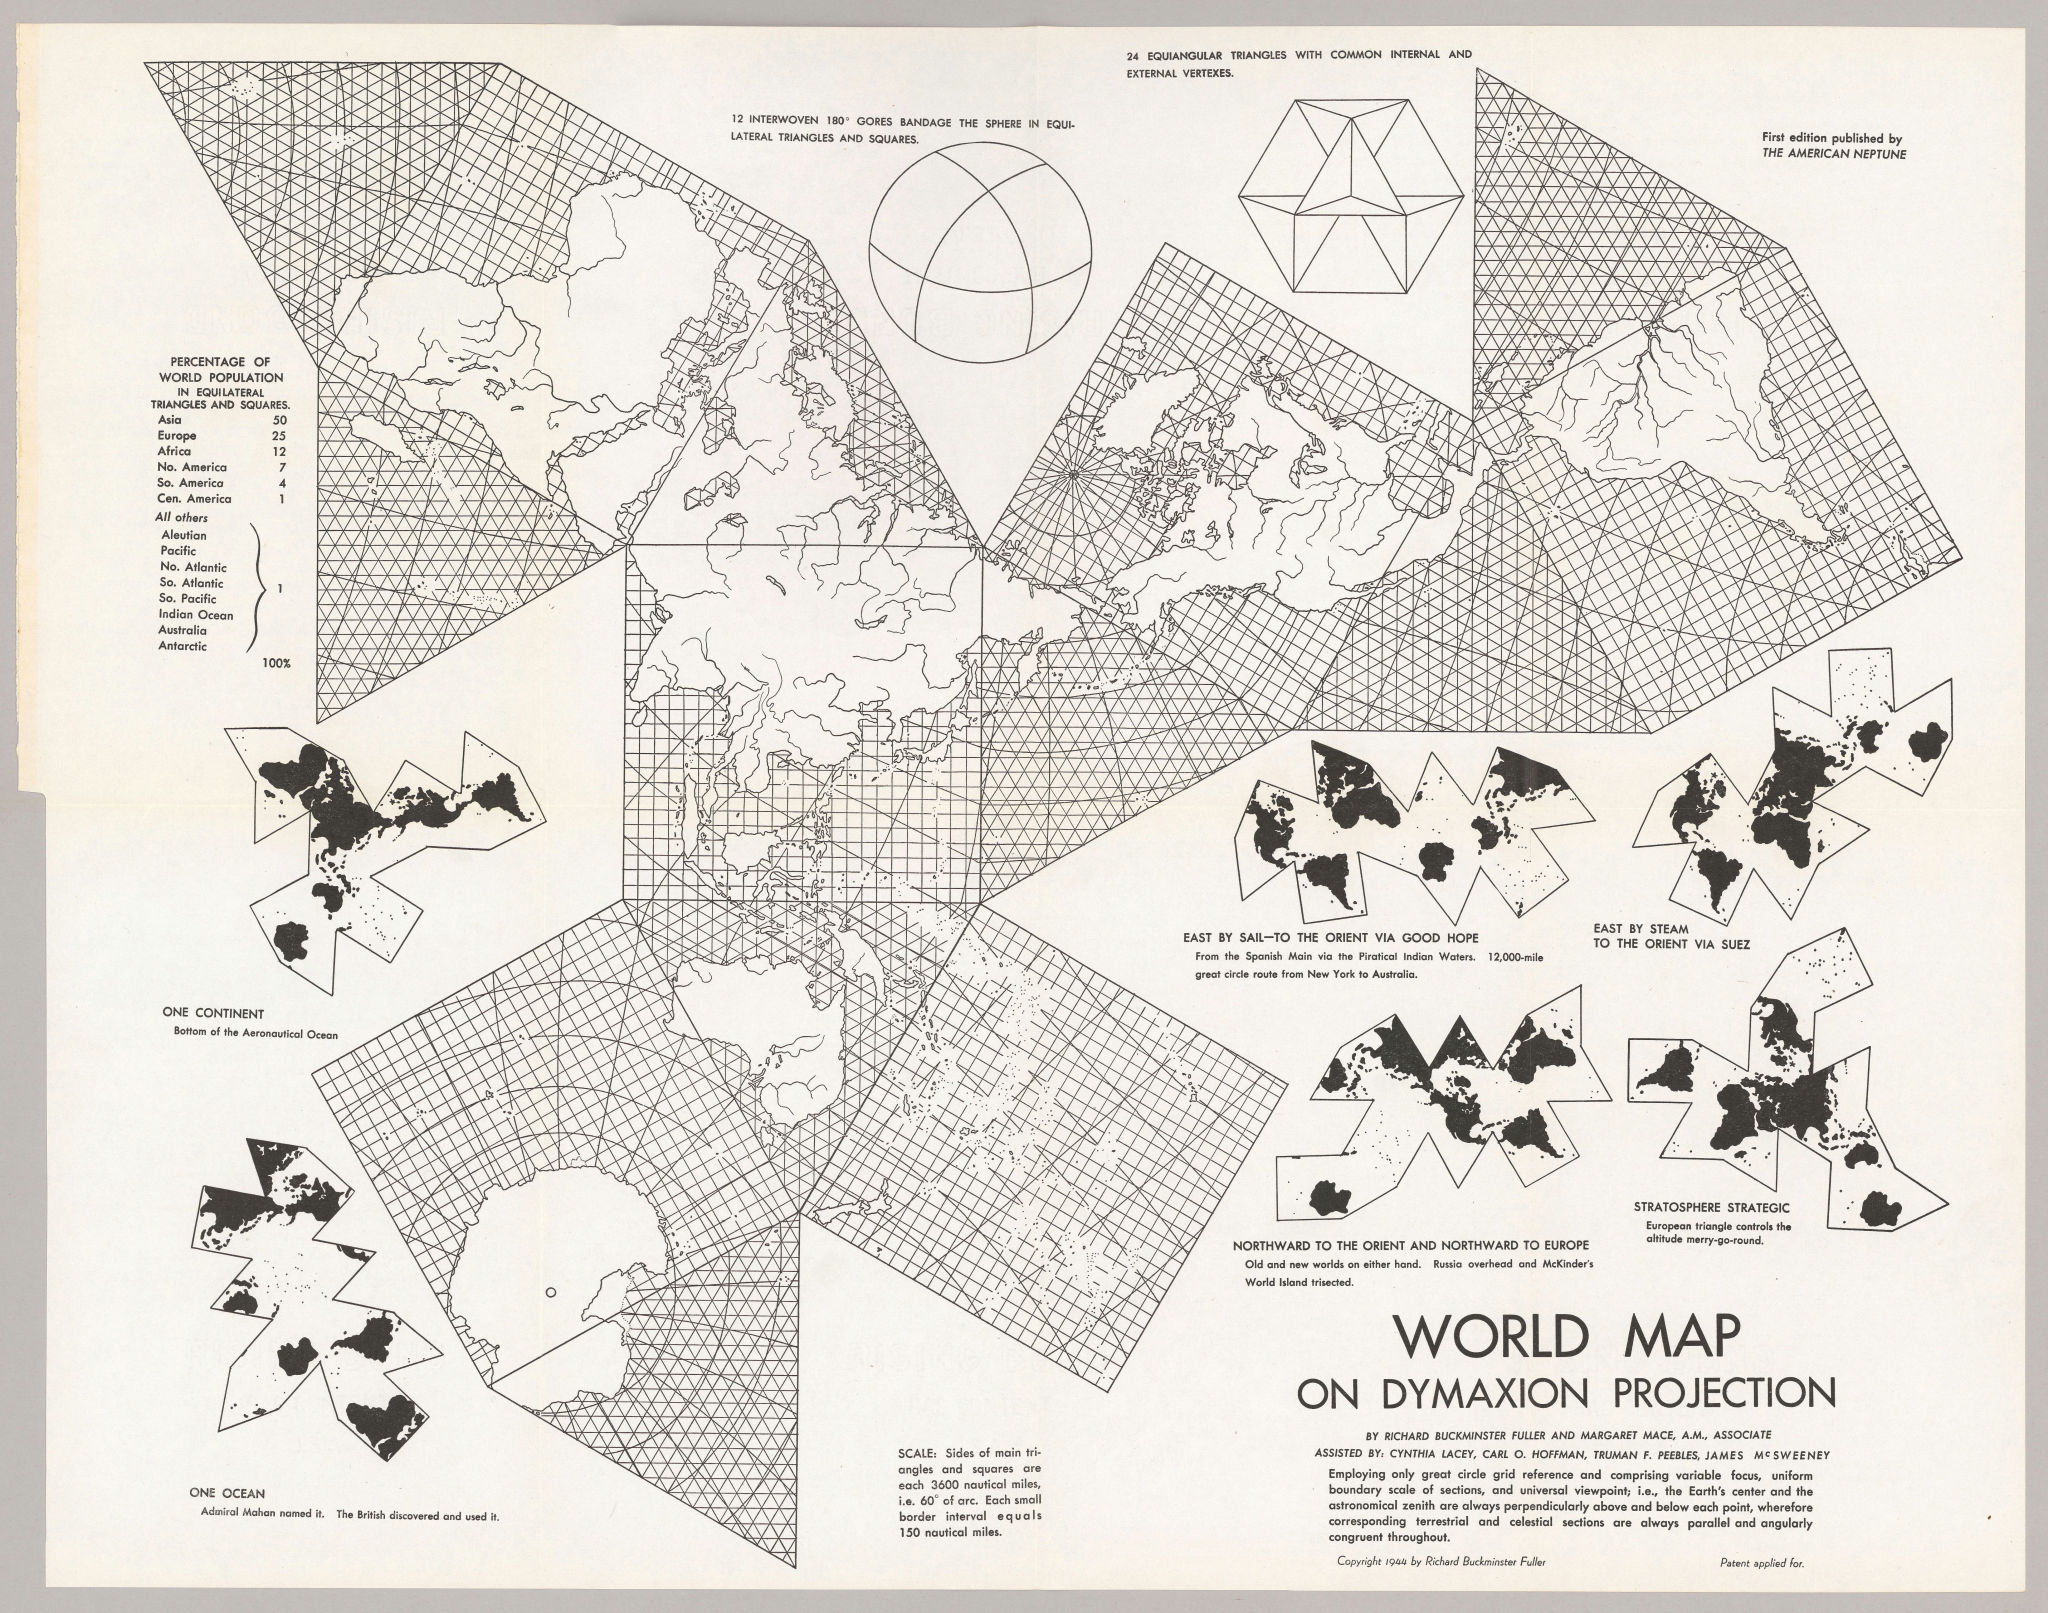 24 EQUIANGULAR TRIANGLES WITH COMMON INTERNAL AND
EXTERNAL VERTEXES.
12 INTERWOVEN 180° GORES BANDAGE THE SPHERE IN EQUI-
LATERAL TRIANGLES AND SQUARES.
First edition published by
THE AMERICAN NEPTUNE
PERCENTAGE OF
WORLD POPULATION
IN EQUILATERAL
TRIANGLES AND SQUARES.
Asia 50
Europe 25
Africa 12
No. America 7
So. America 4
Cen. America 1
All others
Aleutian
Pacific
No. Atlantic
So. Atlantic 1
So. Pacific
Indian Ocean
Australia
Antarctic
100%
EAST BY SAIL—TO THE ORIENT VIA GOOD HOPE
From the Spanish Main via the Piratical Indian Waters. 12,000-mile
great circle route from New York to Australia.
EAST BY STEAM
TO THE ORIENT VIA SUEZ
ONE CONTINENT
Bottom of the Aeronautical Ocean
STRATOSPHERE STRATEGIC
European triangle controls the
altitude merry-go-round.
NORTHWARD TO THE ORIENT AND NORTHWARD TO EUROPE
Old and new worlds on either hand. Russia overhead and McKinder's
World Island trisected.
ONE OCEAN
Admiral Mahan named it. The British discovered and used it.
SCALE: Sides of main tri-
angles and squares are
each 3600 nautical miles,
i.e. 60° of arc. Each small
border interval equals
150 nautical miles.
WORLD MAP
ON DYMAXION PROJECTION
BY RICHARD BUCKMINSTER FULLER AND MARGARET MACE, A.M., ASSOCIATE
ASSISTED BY: CYNTHIA LACEY, CARL O. HOFFMAN, TRUMAN F. PEEBLES, JAMES McSWEENEY
Employing only great circle grid reference and comprising variable focus, uniform
boundary scale of sections, and universal viewpoint; i.e., the Earth's center and the
astronomical zenith are always perpendicularly above and below each point, wherefore
corresponding terrestrial and celestial sections are always parallel and angularly
congruent throughout.
Copyright 1944 by Richard Buckminster Fuller
Patent applied for.